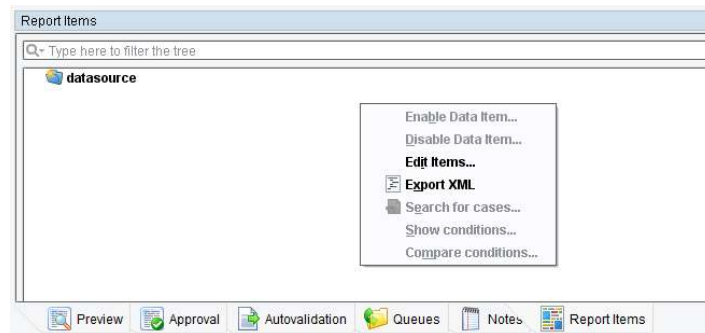 Report Items
Type here to filter the tree
datasource
Enable Data Item...
Disable Data Item...
Edit Items...
Export XML
Search for cases...
Show conditions...
Compare conditions...
Preview Approval Autovalidation Queues Notes Report Items